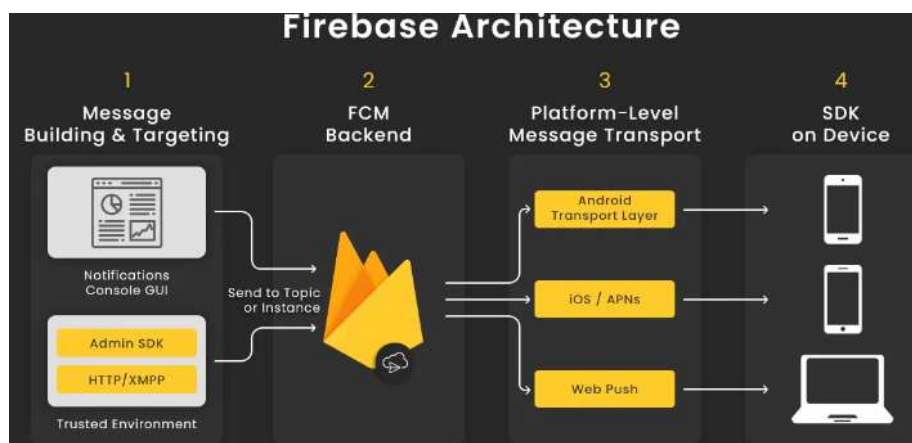 Firebase Architecture
1
Message
Building & Targeting
Notifications
Console GUI
Admin SDK
HTTP/XMPP
Trusted Environment
Send to Topic
or Instance
2
FCM
Backend
3
Platform-Level
Message Transport
Android
Transport Layer
iOS / APNs
Web Push
4
SDK
on Device